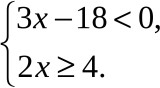 3x − 18 < 0,
2x ≥ 4.